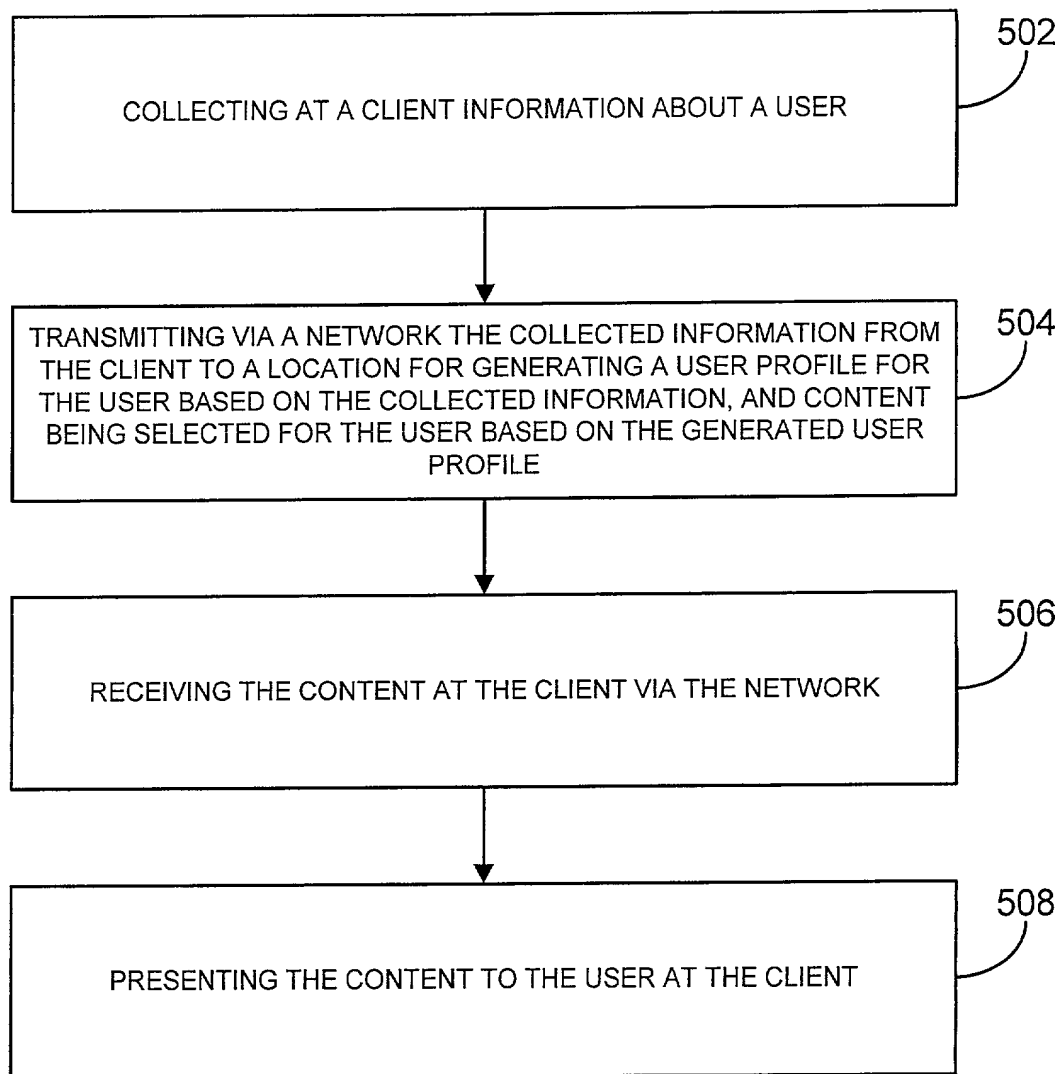 502
COLLECTING AT A CLIENT INFORMATION ABOUT A USER
504
TRANSMITTING VIA A NETWORK THE COLLECTED INFORMATION FROM
THE CLIENT TO A LOCATION FOR GENERATING A USER PROFILE FOR
THE USER BASED ON THE COLLECTED INFORMATION, AND CONTENT
BEING SELECTED FOR THE USER BASED ON THE GENERATED USER
PROFILE
506
RECEIVING THE CONTENT AT THE CLIENT VIA THE NETWORK
508
PRESENTING THE CONTENT TO THE USER AT THE CLIENT